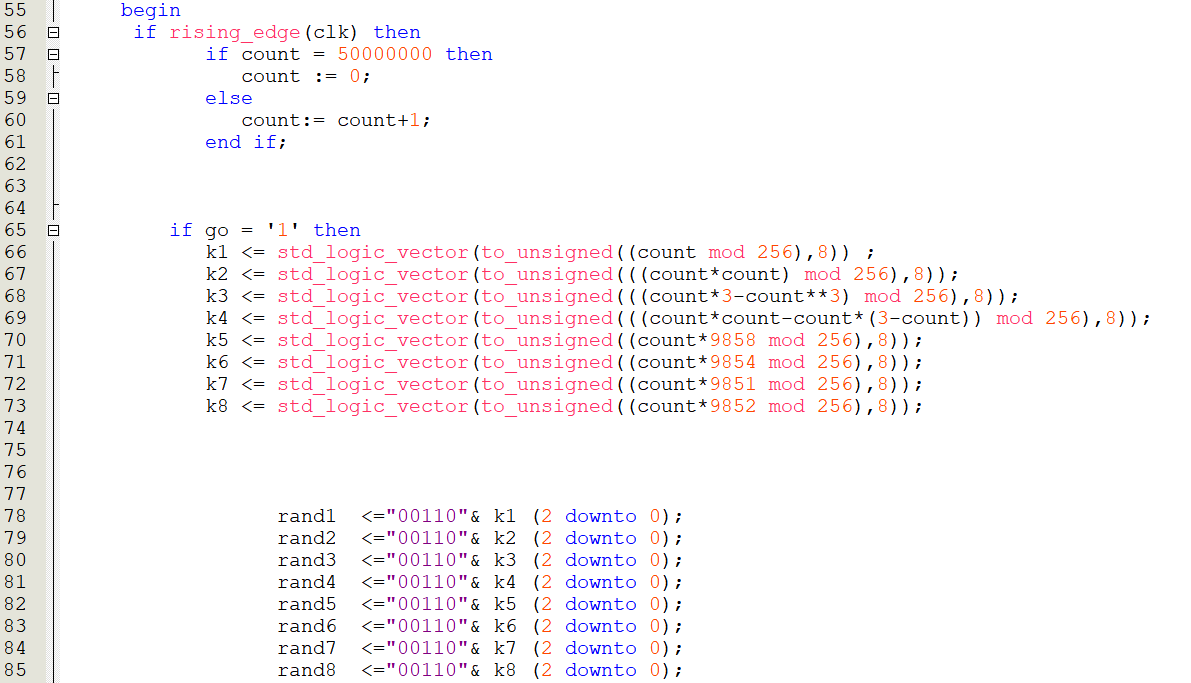 55 begin
56 if rising_edge(clk) then
57 if count = 50000000 then
58 count := 0;
59 else
60 count:= count+1;
61 end if;
62
63
64
65 if go = '1' then
66 k1 <= std_logic_vector(to_unsigned((count mod 256),8)) ;
67 k2 <= std_logic_vector(to_unsigned(((count*count) mod 256),8));
68 k3 <= std_logic_vector(to_unsigned(((count*3-count**3) mod 256),8));
69 k4 <= std_logic_vector(to_unsigned(((count*count-count*(3-count)) mod 256),8));
70 k5 <= std_logic_vector(to_unsigned((count*9858 mod 256),8));
71 k6 <= std_logic_vector(to_unsigned((count*9854 mod 256),8));
72 k7 <= std_logic_vector(to_unsigned((count*9851 mod 256),8));
73 k8 <= std_logic_vector(to_unsigned((count*9852 mod 256),8));
74
75
76
77
78 rand1 <="00110"& k1 (2 downto 0);
79 rand2 <="00110"& k2 (2 downto 0);
80 rand3 <="00110"& k3 (2 downto 0);
81 rand4 <="00110"& k4 (2 downto 0);
82 rand5 <="00110"& k5 (2 downto 0);
83 rand6 <="00110"& k6 (2 downto 0);
84 rand7 <="00110"& k7 (2 downto 0);
85 rand8 <="00110"& k8 (2 downto 0);